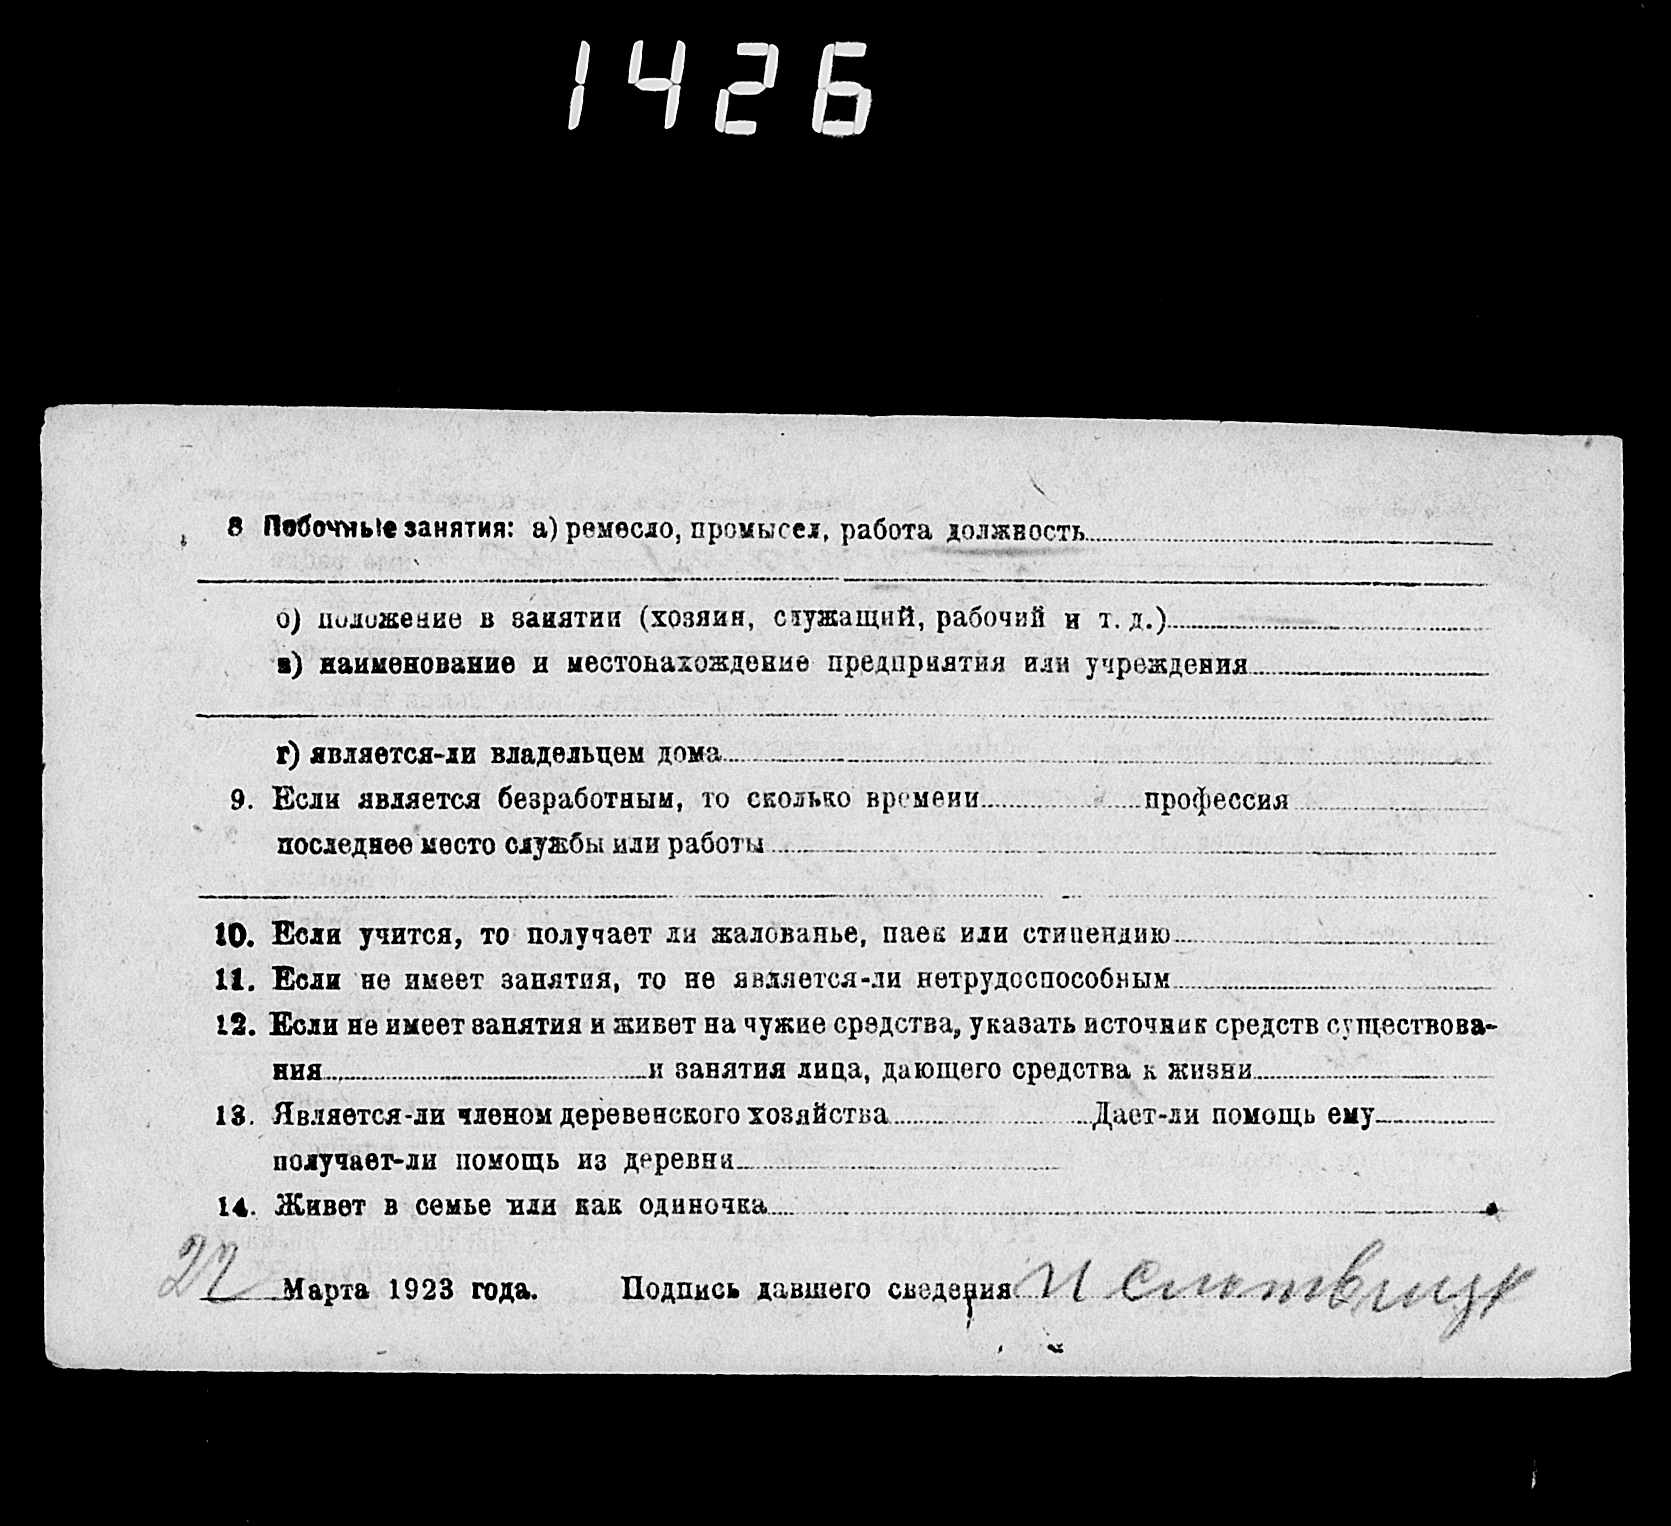 1426
8 Побочные занятия: а) ремесло, промысел, работа должность
б) положение в занятии (хозяин, служащий, рабочий и т. д.)
в) наименование и местонахождение предприятия или учреждения
г) является-ли владельцем дома
9. Если является безработным, то сколько времени профессия
последнее место службы или работы
10. Если учится, то получает ли жалованье, паек или стипендию
11. Если не имеет занятия, то не является-ли нетрудоспособным
12. Если не имеет занятия и живет на чужие средства, указать источник средств существова-
ния и занятия лица, дающего средства к жизни
13. Является-ли членом деревенского хозяйства Дает-ли помощь ему
получает-ли помощь из деревни
14. Живет в семье или как одиночка
22 Марта 1923 года. Подпись давшего сведения